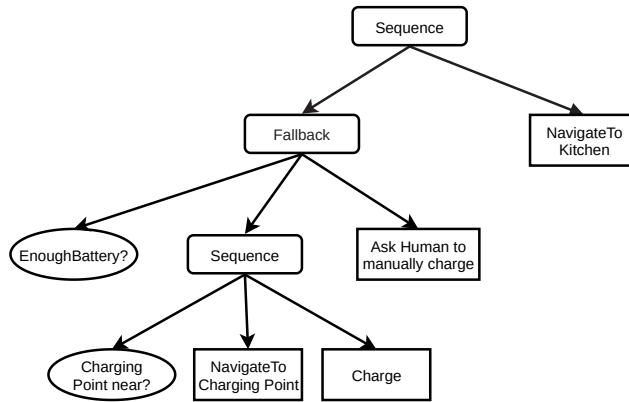 Sequence
Fallback
NavigateTo
Kitchen
EnoughBattery?
Sequence
Ask Human to
manually charge
Charging
Point near?
NavigateTo
Charging Point
Charge